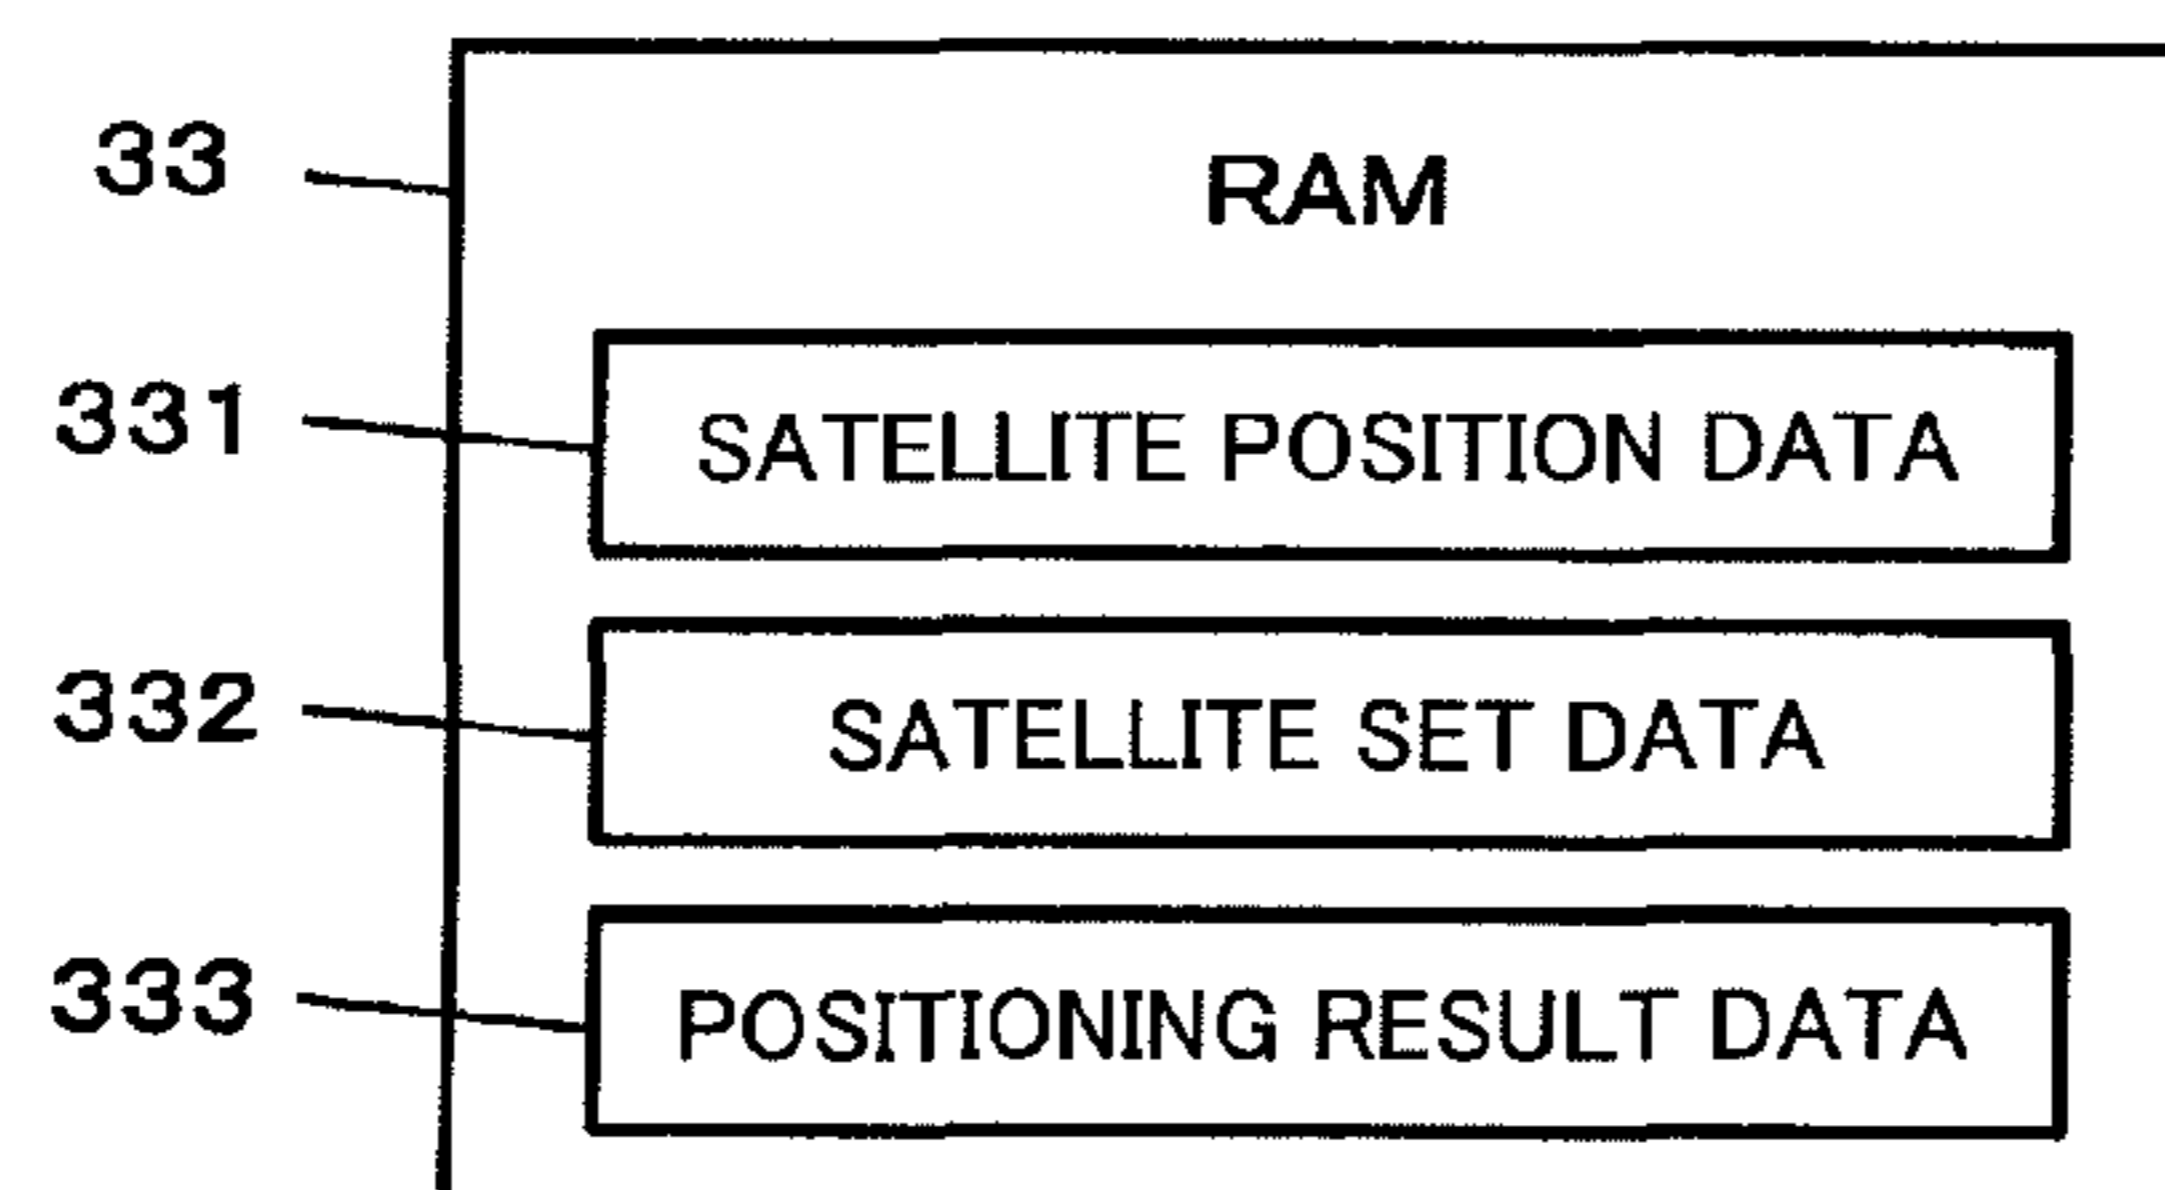 33 RAM
331 SATELLITE POSITION DATA
332 SATELLITE SET DATA
333 POSITIONING RESULT DATA